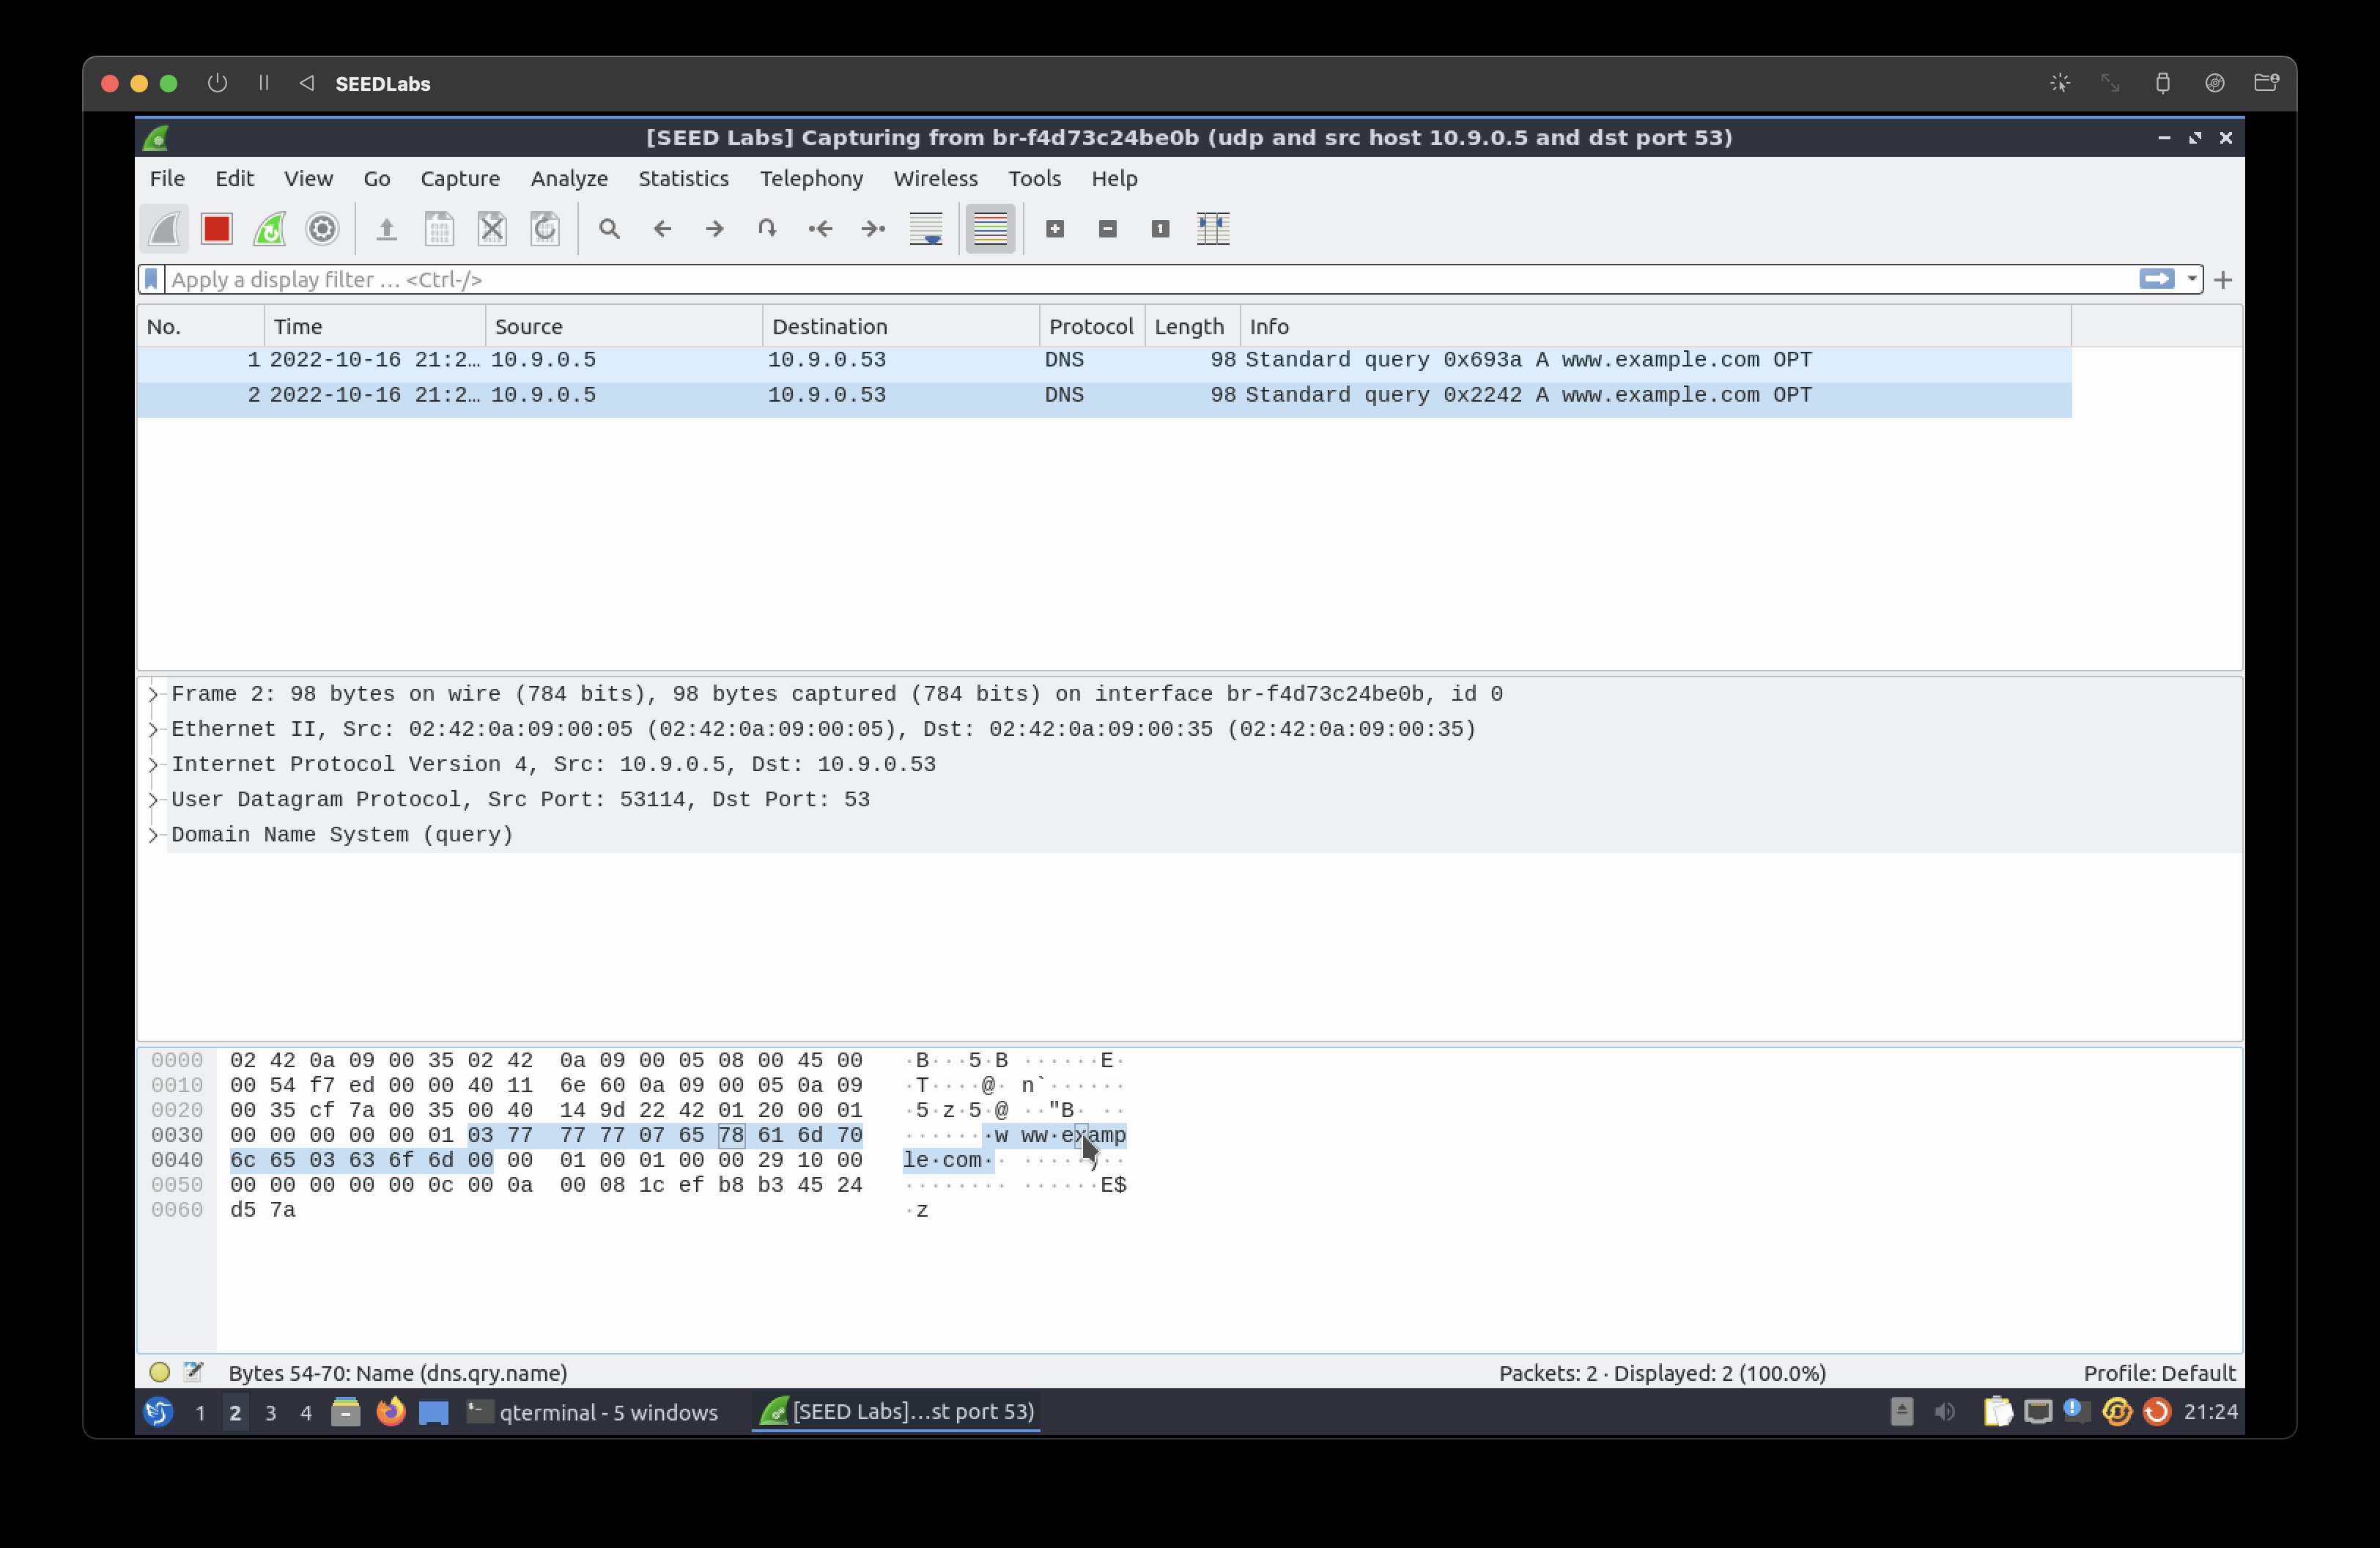 SEEDLabs
[SEED Labs] Capturing from br-f4d73c24be0b (udp and src host 10.9.0.5 and dst port 53)
File Edit View Go Capture Analyze Statistics Telephony Wireless Tools Help
Apply a display filter … <Ctrl-/>
No. Time Source Destination Protocol Length Info
1 2022-10-16 21:2… 10.9.0.5 10.9.0.53 DNS 98 Standard query 0x693a A www.example.com OPT
2 2022-10-16 21:2… 10.9.0.5 10.9.0.53 DNS 98 Standard query 0x2242 A www.example.com OPT
Frame 2: 98 bytes on wire (784 bits), 98 bytes captured (784 bits) on interface br-f4d73c24be0b, id 0
Ethernet II, Src: 02:42:0a:09:00:05 (02:42:0a:09:00:05), Dst: 02:42:0a:09:00:35 (02:42:0a:09:00:35)
Internet Protocol Version 4, Src: 10.9.0.5, Dst: 10.9.0.53
User Datagram Protocol, Src Port: 53114, Dst Port: 53
Domain Name System (query)
0000 02 42 0a 09 00 35 02 42 0a 09 00 05 08 00 45 00 ·B···5·B ······E·
0010 00 54 f7 ed 00 00 40 11 6e 60 0a 09 00 05 0a 09 ·T····@· n`······
0020 00 35 cf 7a 00 35 00 40 14 9d 22 42 01 20 00 01 ·5·z·5·@ ··"B· ··
0030 00 00 00 00 00 01 03 77 77 77 07 65 78 61 6d 70 ·······w ww·examp
0040 6c 65 03 63 6f 6d 00 00 01 00 01 00 00 29 10 00 le·com·· ·····)··
0050 00 00 00 00 00 0c 00 0a 00 08 1c ef b8 b3 45 24 ········ ······E$
0060 d5 7a ·z
Bytes 54-70: Name (dns.qry.name) Packets: 2 · Displayed: 2 (100.0%) Profile: Default
1 2 3 4 qterminal - 5 windows [SEED Labs]…st port 53) 21:24